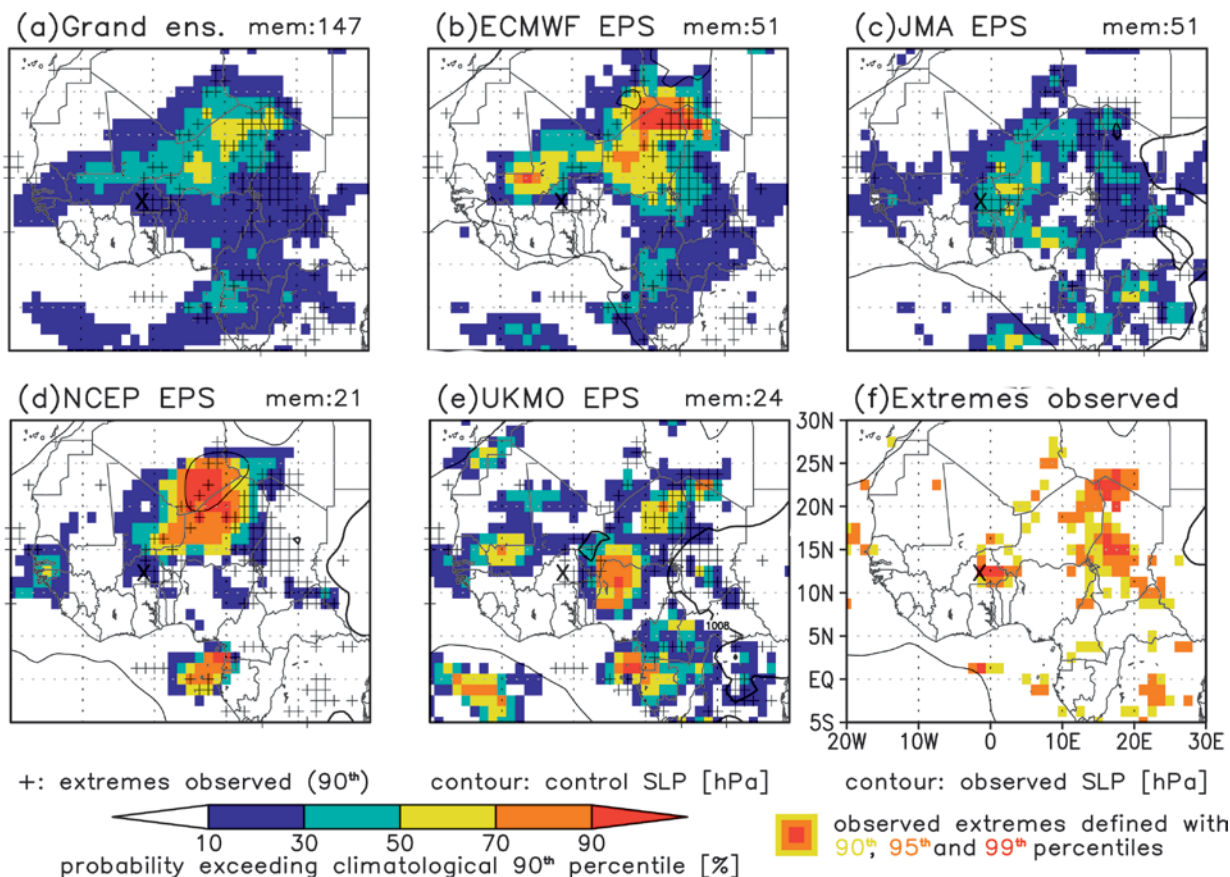 (a)Grand ens. mem:147
(b)ECMWF EPS mem:51
(c)JMA EPS mem:51
X
X
X
(d)NCEP EPS mem:21
(e)UKMO EPS mem:24
(f)Extremes observed
30N
25N
20N
15N
10N
5N
EQ
5S
X
X
X
1008
20W 10W 0 10E 20E 30E
+: extremes observed (90th)
contour: control SLP [hPa]
contour: observed SLP [hPa]
10 30 50 70 90
probability exceeding climatological 90th percentile [%]
observed extremes defined with
90th, 95th and 99th percentiles